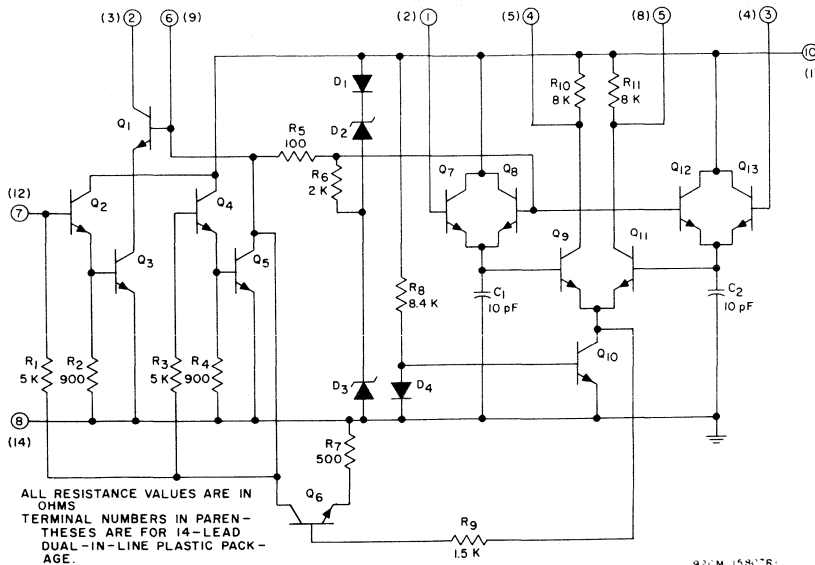 (3) 2 6 (9) (2) 1 (5) 4 (8) 5 (4) 3
10
R10
8 K
R11
8 K
D1
Q1
D2
R5
100
R6
2 K
Q7 Q8
Q12 Q13
(12)
7
Q2 Q4
Q9 Q11
Q3 Q5
R8
8.4 K
C1
10 pF
C2
10 pF
Q10
R1
5 K
R2
900
R3
5 K
R4
900
D3 D4
8
(14)
R7
500
Q6
ALL RESISTANCE VALUES ARE IN
OHMS
TERMINAL NUMBERS IN PAREN-
THESES ARE FOR 14-LEAD
DUAL-IN-LINE PLASTIC PACK-
AGE.
R9
1.5 K